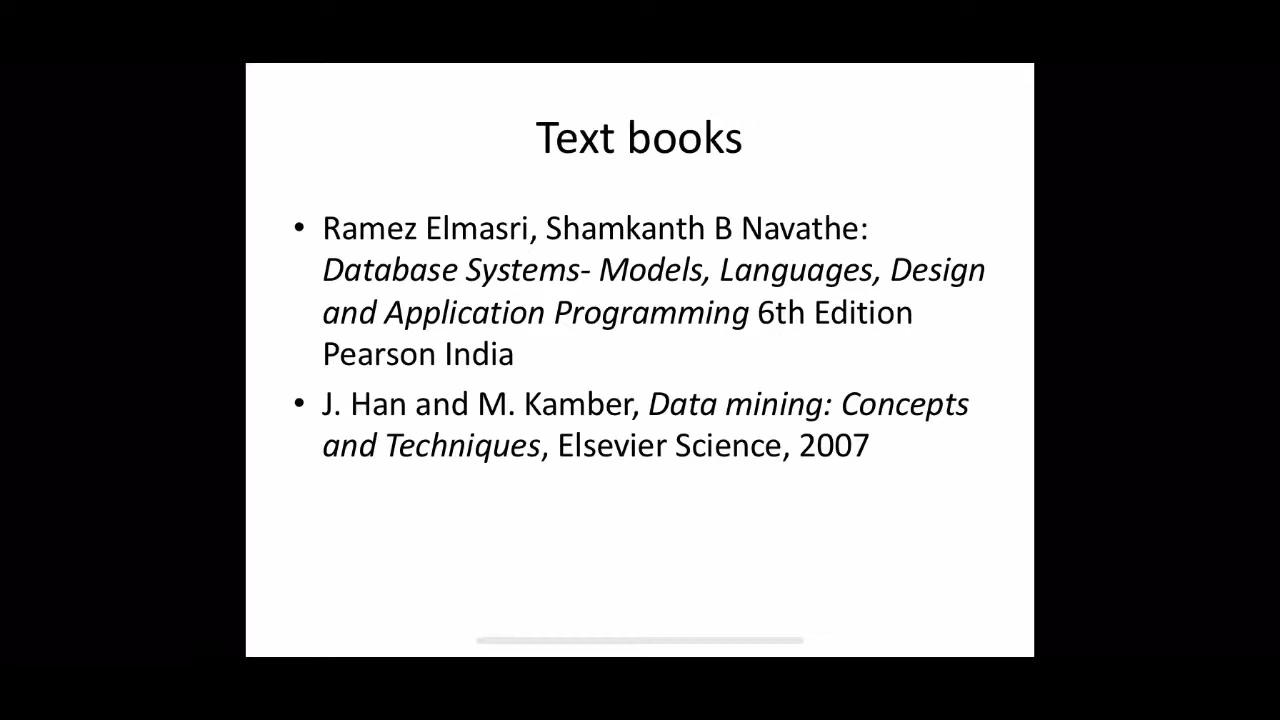 Text books
• Ramez Elmasri, Shamkanth B Navathe:
Database Systems- Models, Languages, Design
and Application Programming 6th Edition
Pearson India
• J. Han and M. Kamber, Data mining: Concepts
and Techniques, Elsevier Science, 2007